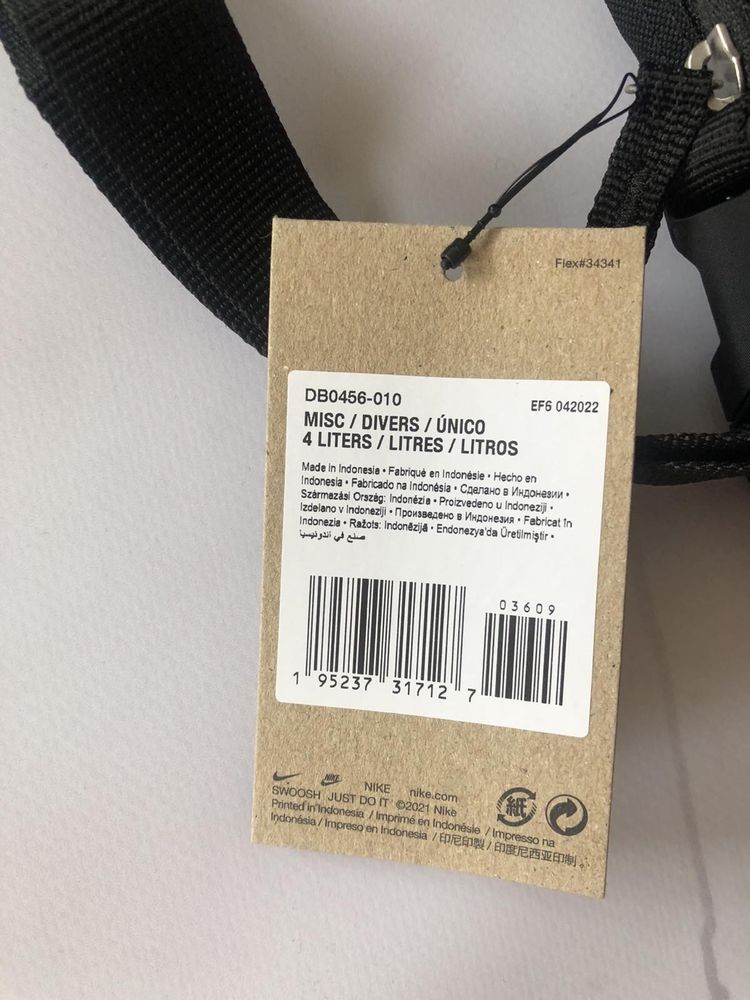 Flex#34341
DB0456-010
EF6 042022
MISC / DIVERS / ÚNICO
4 LITERS / LITRES / LITROS
Made in Indonesia • Fabriqué en Indonésie • Hecho en
Indonesia • Fabricado na Indonésia • Сделано в Индонезии •
Származási Ország: Indonézia • Proizvedeno u Indoneziji •
Izdelano v Indoneziji • Произведено в Индонезия • Fabricat în
Indonezia • Ražots: Indonēzijā • Endonezya'da Üretilmiştir •
صنع في أندونيسيا
03609
1 95237 31712 7
NIKE
NIKE nike.com
SWOOSH JUST DO IT ©2021 Nike
Printed in Indonesia / Imprimé en Indonésie / Impresso na
Indonésia / Impreso en Indonesia / 印尼印製 / 印度尼西亚印制。
紙